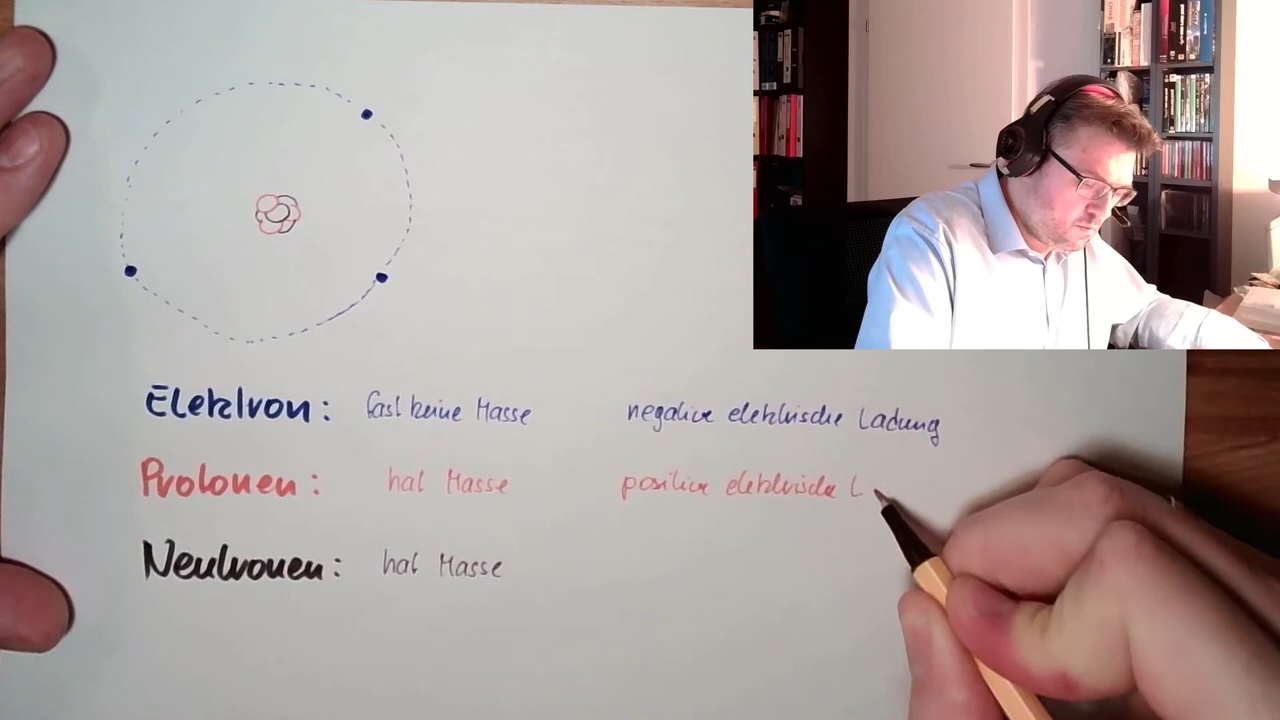 Elektron: fast keine Masse negative elektrische Ladung
Protonen: hat Masse positive elektrische L
Neutronen: hat Masse